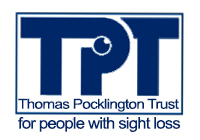 TPT
Thomas Pocklington Trust
for people with sight loss